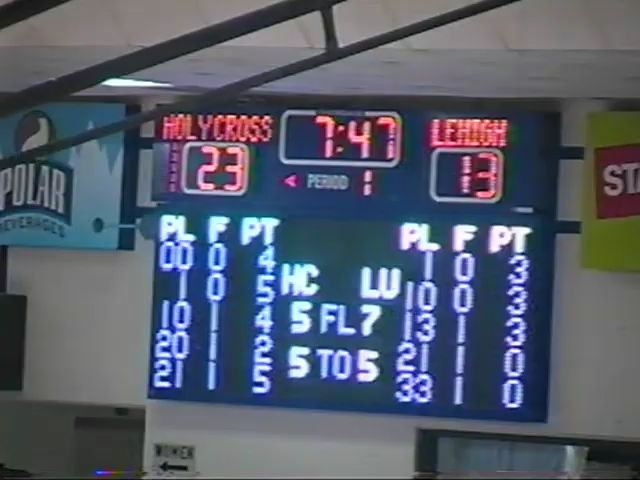 HOLYCROSS 7:47 LEHIGH
23 PERIOD 1 13
PL F PT PL F PT
00 0 4 1 0 3
1 0 5 HC LU 10 0 3
10 1 4 5 FL 7 13 1 3
20 1 2 5 TO 5 21 1 0
21 1 5 33 1 0
POLAR
BEVERAGES
STA
WOMEN